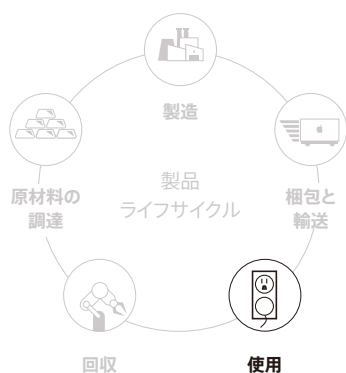 製造
原材料の
調達
製品
ライフサイクル
梱包と
輸送
回収
使用